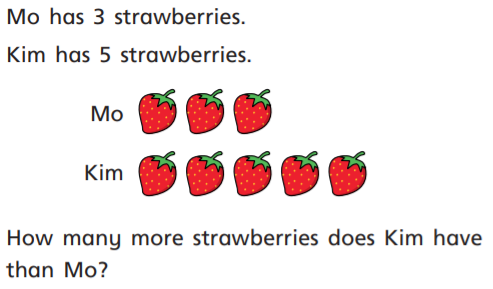 Mo has 3 strawberries.
Kim has 5 strawberries.
Mo
Kim
How many more strawberries does Kim have
than Mo?